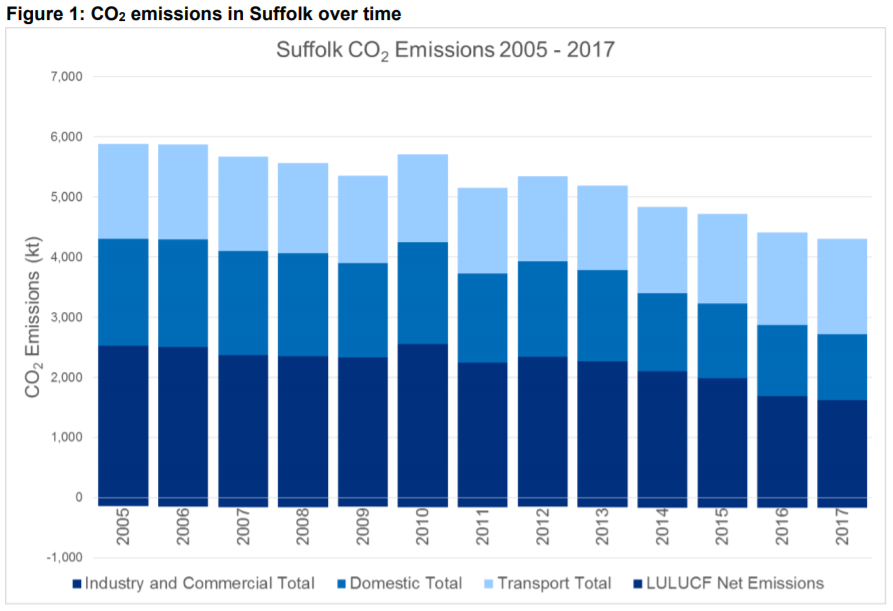 Figure 1: CO₂ emissions in Suffolk over time
Suffolk CO₂ Emissions 2005 - 2017
7,000
6,000
5,000
4,000
3,000
2,000
1,000
0
-1,000
CO₂ Emissions (kt)
2005 2006 2007 2008 2009 2010 2011 2012 2013 2014 2015 2016 2017
Industry and Commercial Total Domestic Total Transport Total LULUCF Net Emissions